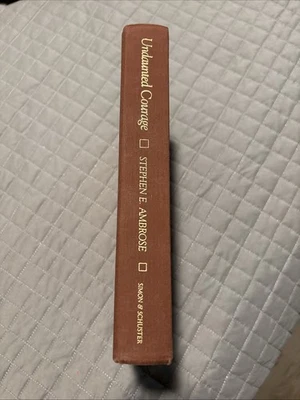 Undaunted Courage
STEPHEN E. AMBROSE
SIMON & SCHUSTER